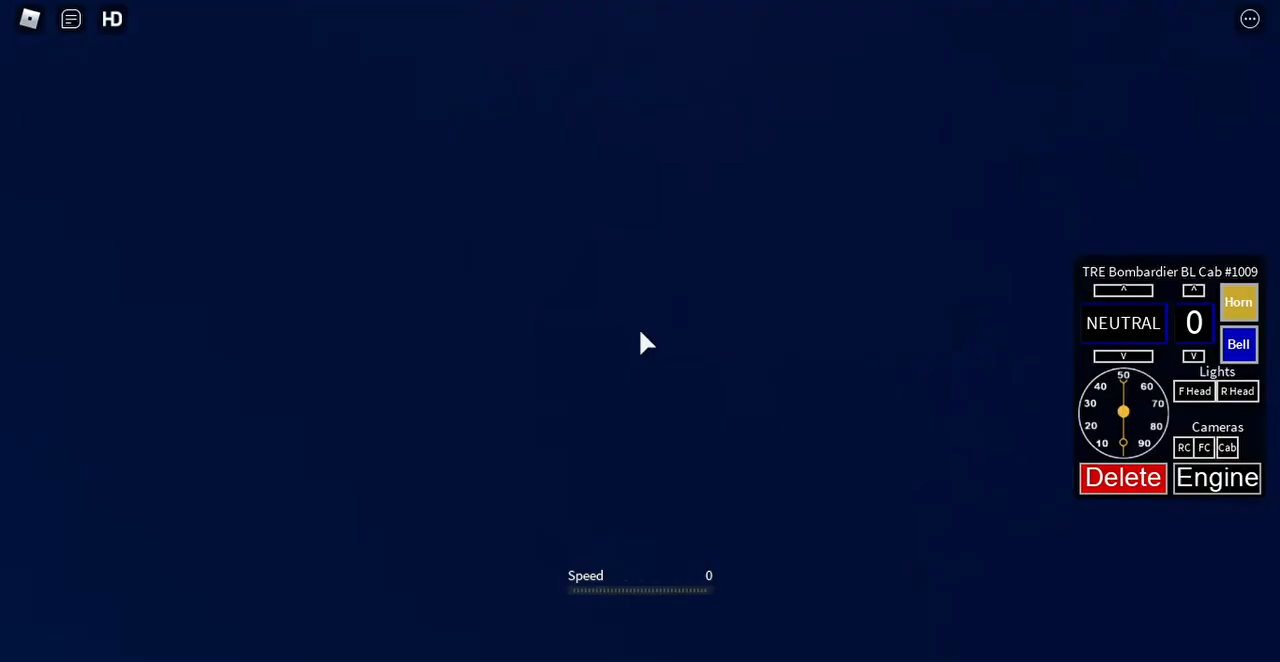 HD
TRE Bombardier BL Cab #1009
^ ^ Horn
NEUTRAL 0
v v Bell
Lights
F Head R Head
50
40 60
30 70
20 80
10 90
Cameras
RC FC Cab
Delete Engine
Speed 0